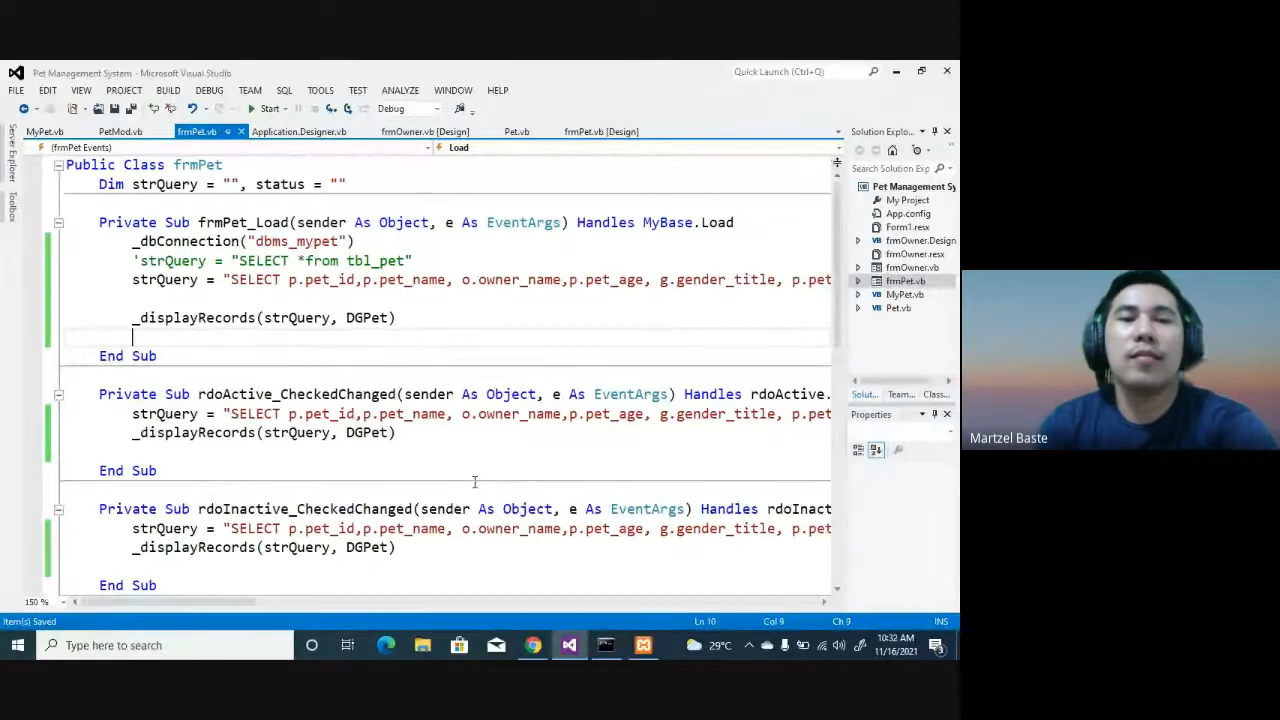 Pet Management System - Microsoft Visual Studio
Quick Launch (Ctrl+Q)
FILE EDIT VIEW PROJECT BUILD DEBUG TEAM SQL TOOLS TEST ANALYZE WINDOW HELP
Start Debug
MyPet.vb PetMod.vb frmPet.vb Application.Designer.vb frmOwner.vb [Design] Pet.vb frmPet.vb [Design]
Solution Explo...
(frmPet Events) Load
Server Explorer
Toolbox
Search Solution Exp
Public Class frmPet
Dim strQuery = "", status = ""
Private Sub frmPet_Load(sender As Object, e As EventArgs) Handles MyBase.Load
_dbConnection("dbms_mypet")
'strQuery = "SELECT *from tbl_pet"
strQuery = "SELECT p.pet_id,p.pet_name, o.owner_name,p.pet_age, g.gender_title, p.pet
_displayRecords(strQuery, DGPet)
End Sub
Private Sub rdoActive_CheckedChanged(sender As Object, e As EventArgs) Handles rdoActive.
strQuery = "SELECT p.pet_id,p.pet_name, o.owner_name,p.pet_age, g.gender_title, p.pet
_displayRecords(strQuery, DGPet)
End Sub
Private Sub rdoInactive_CheckedChanged(sender As Object, e As EventArgs) Handles rdoInact
strQuery = "SELECT p.pet_id,p.pet_name, o.owner_name,p.pet_age, g.gender_title, p.pet
_displayRecords(strQuery, DGPet)
End Sub
Pet Management Sy
My Project
App.config
Form1.resx
frmOwner.Design
frmOwner.resx
frmOwner.vb
frmPet.vb
MyPet.vb
Pet.vb
Solut... Team... Class...
Properties
150 %
Item(s) Saved Ln 10 Col 9 Ch 9 INS
Type here to search
29°C
10:32 AM
11/16/2021
3
Martzel Baste